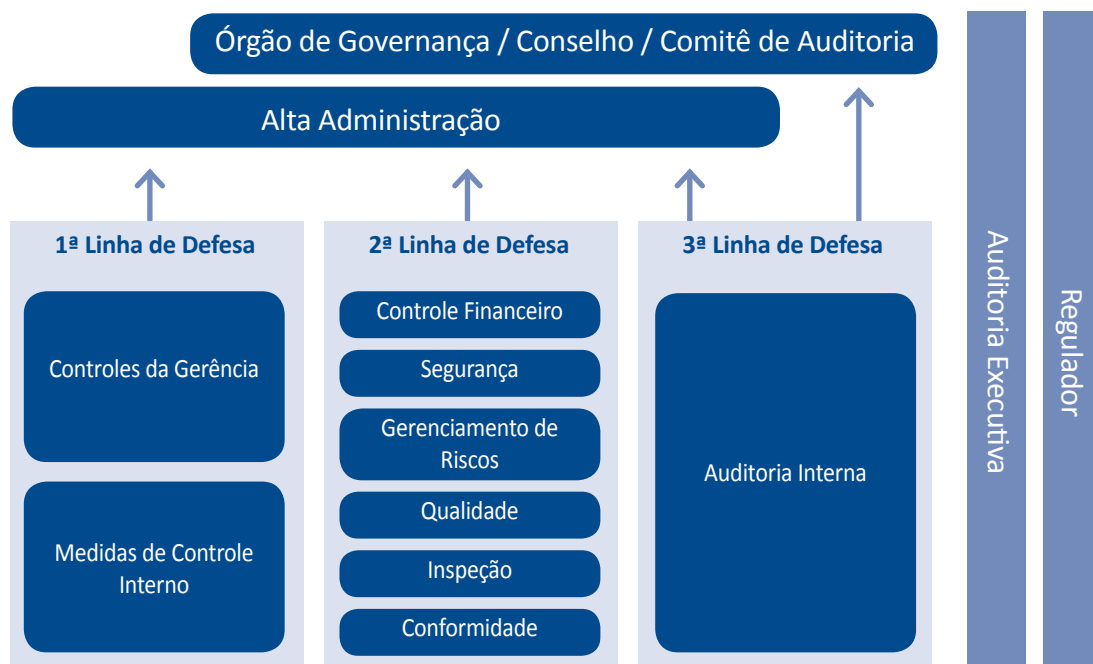 Órgão de Governança / Conselho / Comitê de Auditoria
Alta Administração
1ª Linha de Defesa
Controles da Gerência
Medidas de Controle
Interno
2ª Linha de Defesa
Controle Financeiro
Segurança
Gerenciamento de
Riscos
Qualidade
Inspeção
Conformidade
3ª Linha de Defesa
Auditoria Interna
Auditoria Executiva
Regulador